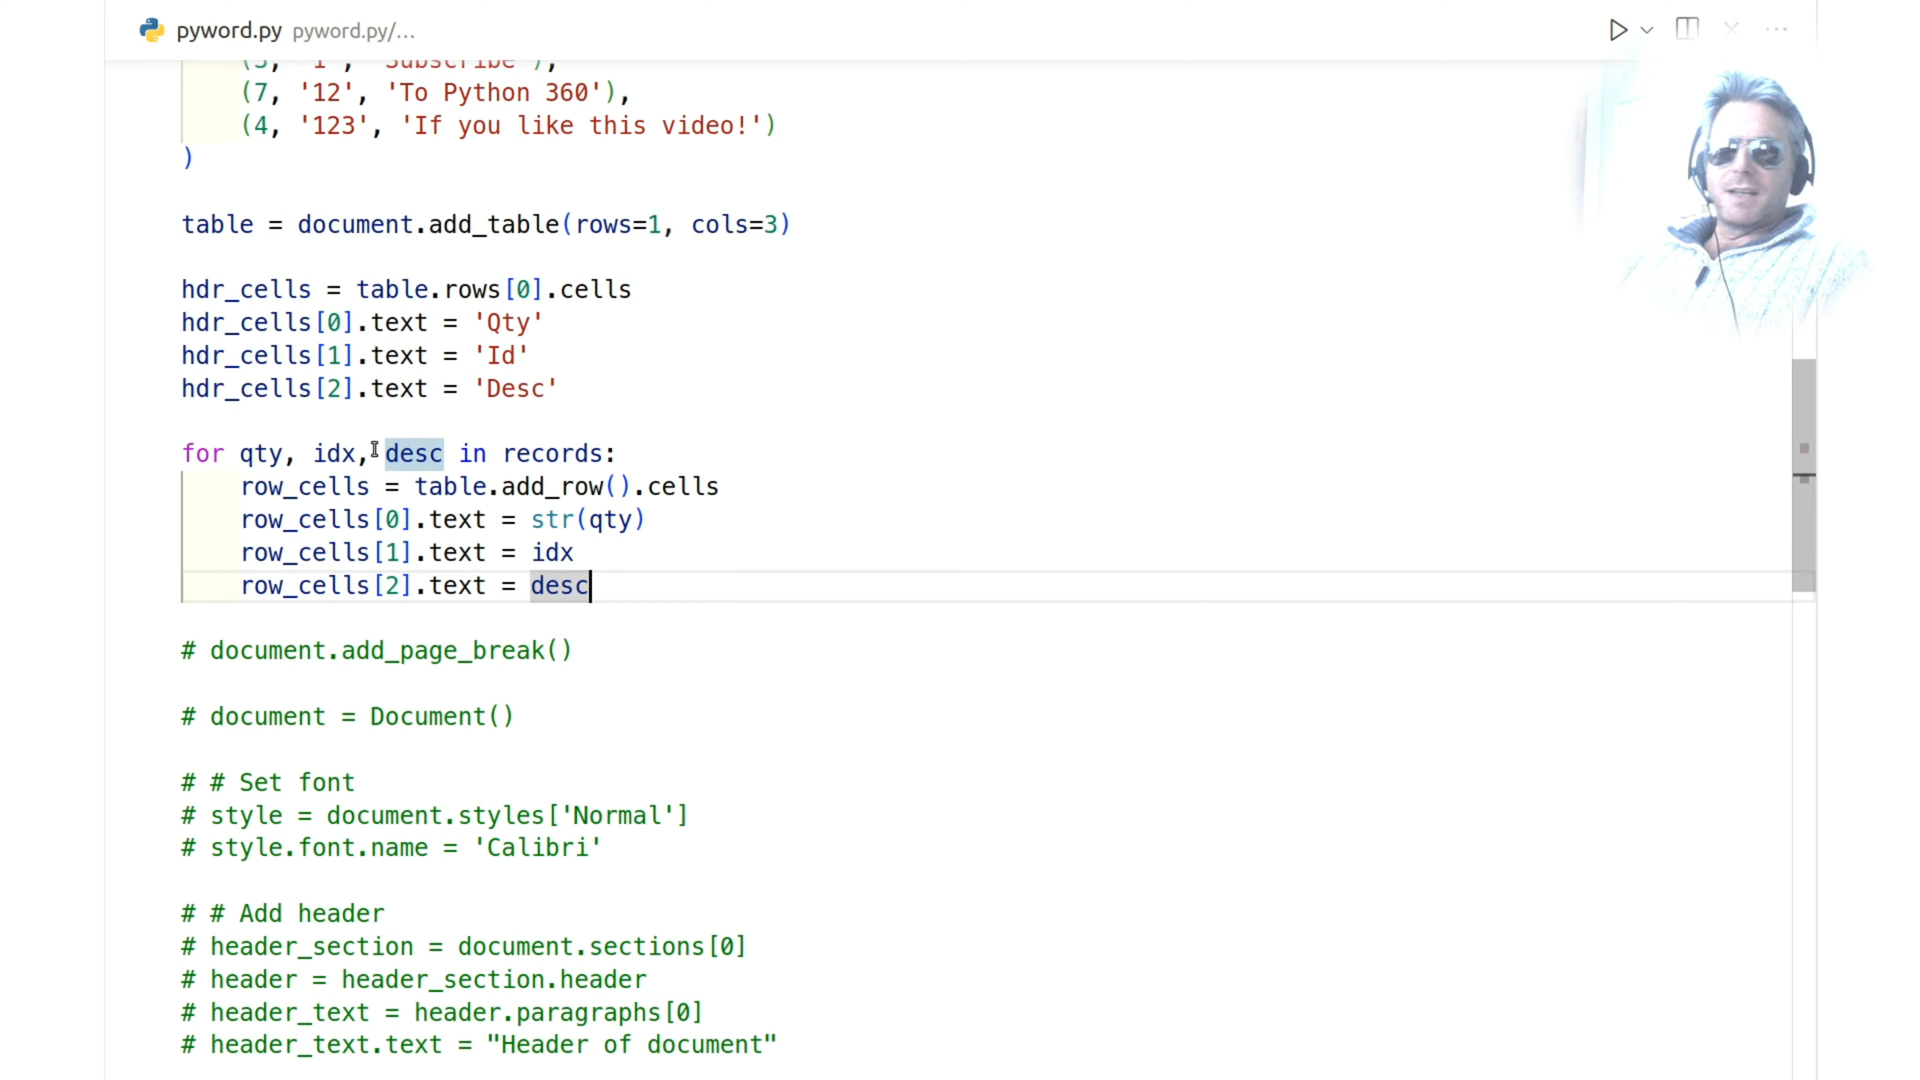 pyword.py pyword.py/...
(3, '1', 'Subscribe'),
(7, '12', 'To Python 360'),
(4, '123', 'If you like this video!')
)
table = document.add_table(rows=1, cols=3)
hdr_cells = table.rows[0].cells
hdr_cells[0].text = 'Qty'
hdr_cells[1].text = 'Id'
hdr_cells[2].text = 'Desc'
for qty, idx, desc in records:
row_cells = table.add_row().cells
row_cells[0].text = str(qty)
row_cells[1].text = idx
row_cells[2].text = desc
# document.add_page_break()
# document = Document()
# # Set font
# style = document.styles['Normal']
# style.font.name = 'Calibri'
# # Add header
# header_section = document.sections[0]
# header = header_section.header
# header_text = header.paragraphs[0]
# header_text.text = "Header of document"